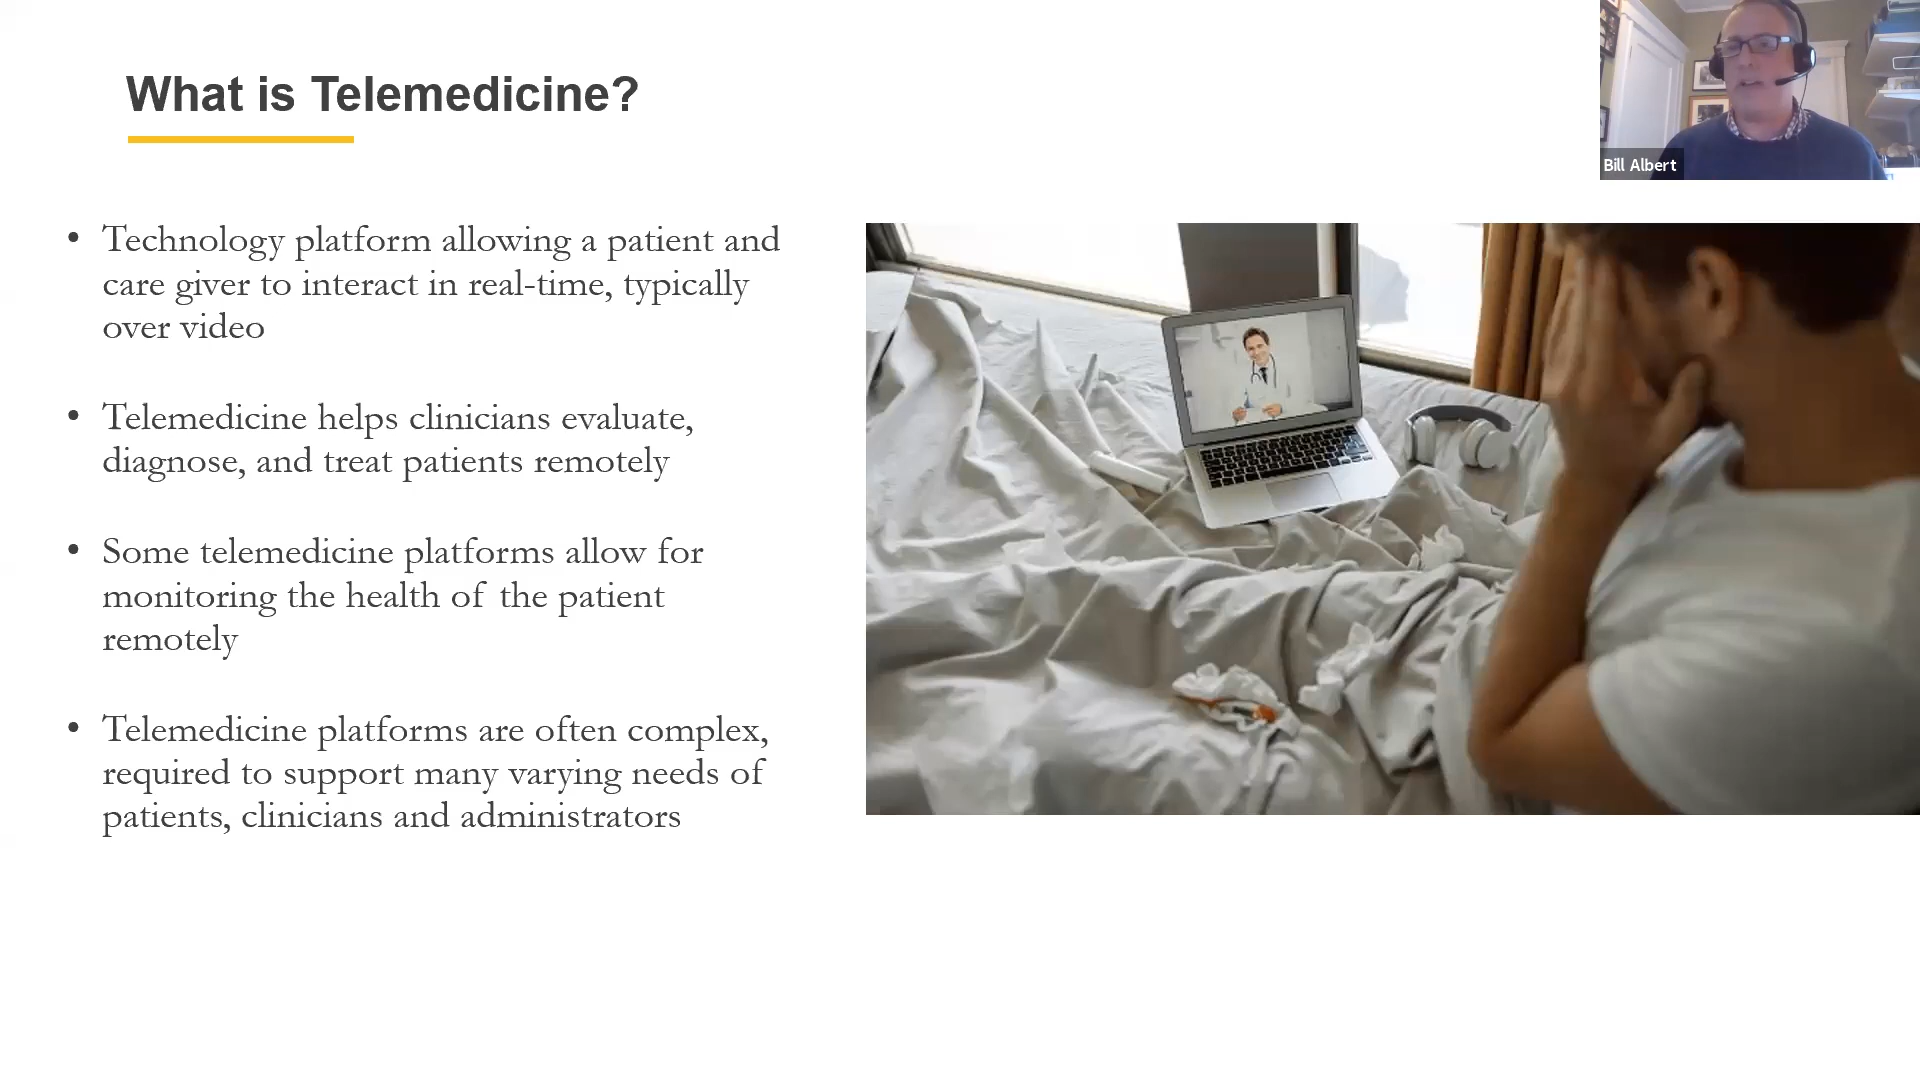 What is Telemedicine?
Bill Albert
• Technology platform allowing a patient and
care giver to interact in real-time, typically
over video
• Telemedicine helps clinicians evaluate,
diagnose, and treat patients remotely
• Some telemedicine platforms allow for
monitoring the health of the patient
remotely
• Telemedicine platforms are often complex,
required to support many varying needs of
patients, clinicians and administrators